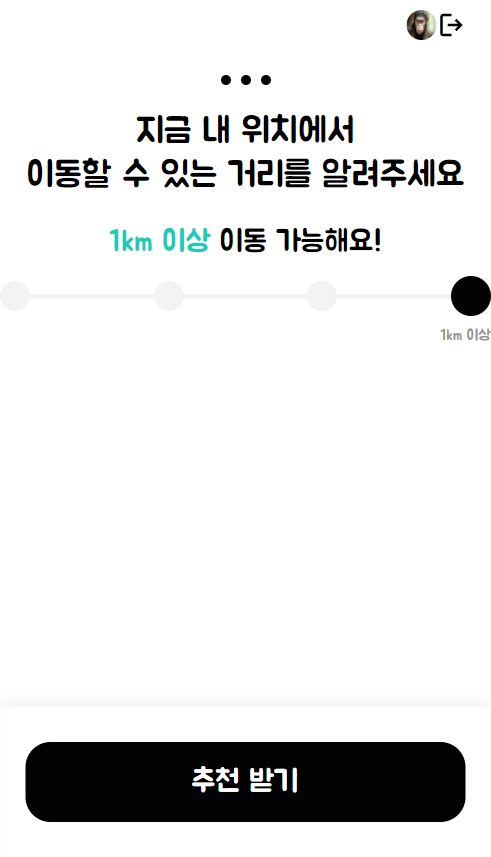 지금 내 위치에서
이동할 수 있는 거리를 알려주세요
1km 이상 이동 가능해요!
1km 이상
추천 받기